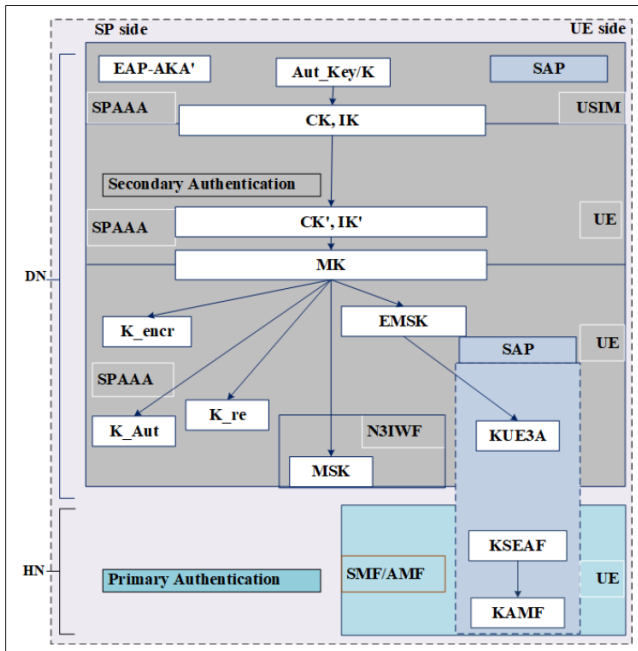 SP side
UE side
EAP-AKA'
Aut_Key/K
SAP
SPAAA
USIM
CK, IK
Secondary Authentication
SPAAA
CK', IK'
UE
MK
DN
K_encr
EMSK
SAP
UE
SPAAA
K_Aut
K_re
N3IWF
KUE3A
MSK
HN
Primary Authentication
SMF/AMF
KSEAF
UE
KAMF